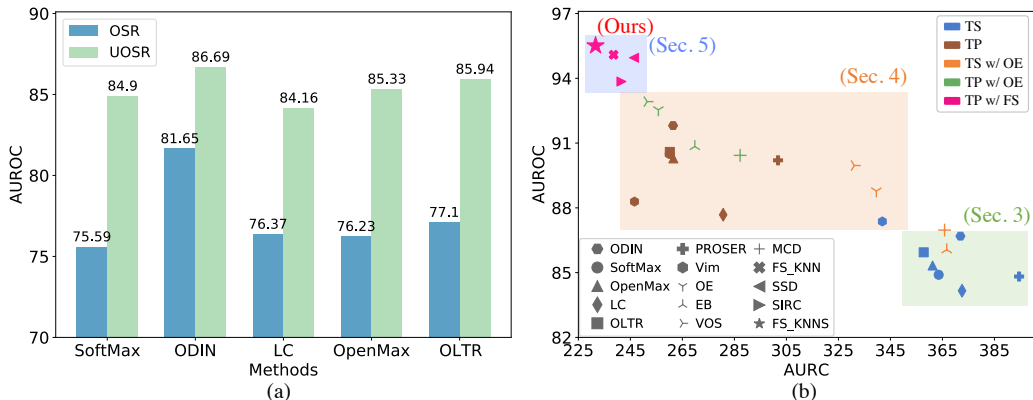 90
85
80
75
70
AUROC
OSR
UOSR
75.59
84.9
81.65
86.69
76.37
84.16
76.23
85.33
77.1
85.94
SoftMax
ODIN
LC
OpenMax
OLTR
Methods
(a)
97
94
91
88
85
82
AUROC
(Ours)
(Sec. 5)
(Sec. 4)
(Sec. 3)
TS
TP
TS w/ OE
TP w/ OE
TP w/ FS
ODIN
SoftMax
OpenMax
LC
OLTR
PROSER
Vim
OE
EB
VOS
MCD
FS_KNN
SSD
SIRC
FS_KNNS
225
245
265
285
305
325
345
365
385
AURC
(b)